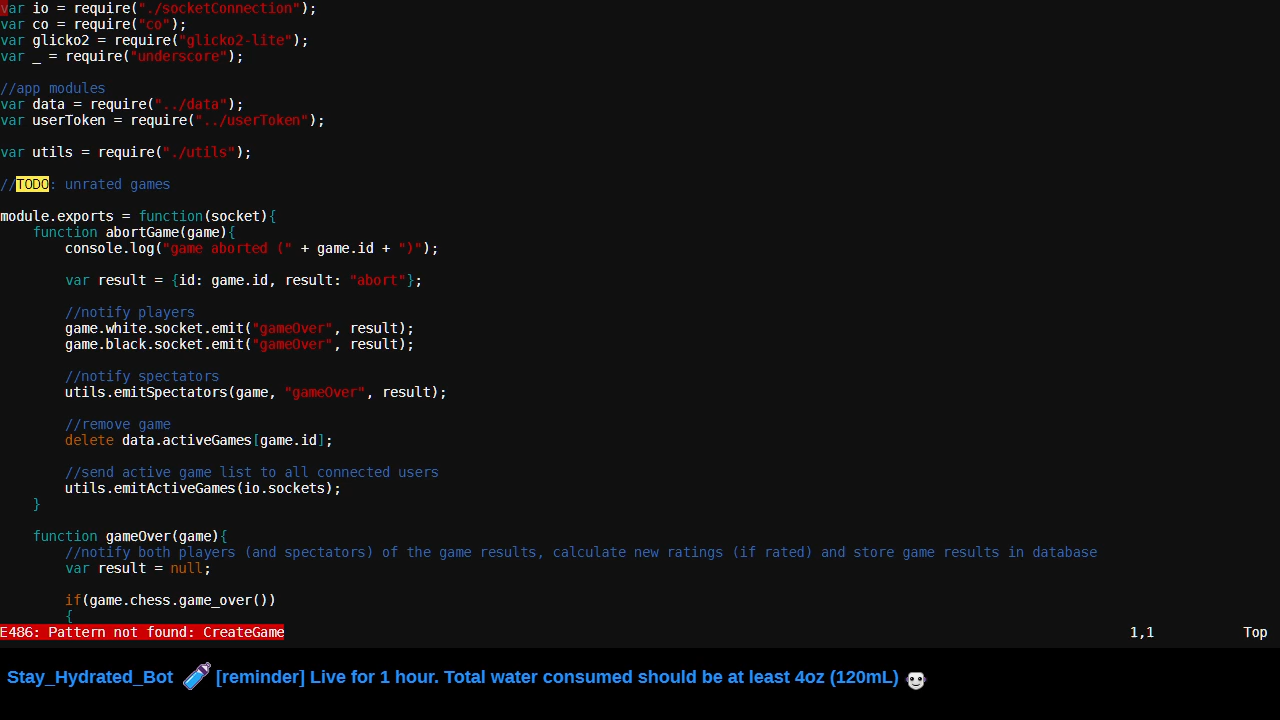 var io = require("./socketConnection");
var co = require("co");
var glicko2 = require("glicko2-lite");
var _ = require("underscore");
//app modules
var data = require("../data");
var userToken = require("../userToken");
var utils = require("./utils");
//TODO: unrated games
module.exports = function(socket){
    function abortGame(game){
        console.log("game aborted (" + game.id + ")");
        var result = {id: game.id, result: "abort"};
        //notify players
        game.white.socket.emit("gameOver", result);
        game.black.socket.emit("gameOver", result);
        //notify spectators
        utils.emitSpectators(game, "gameOver", result);
        //remove game
        delete data.activeGames[game.id];
        //send active game list to all connected users
        utils.emitActiveGames(io.sockets);
    }
    function gameOver(game){
        //notify both players (and spectators) of the game results, calculate new ratings (if rated) and store game results in database
        var result = null;
        if(game.chess.game_over())
        {
E486: Pattern not found: CreateGame 1,1 Top
Stay_Hydrated_Bot [reminder] Live for 1 hour. Total water consumed should be at least 4oz (120mL)